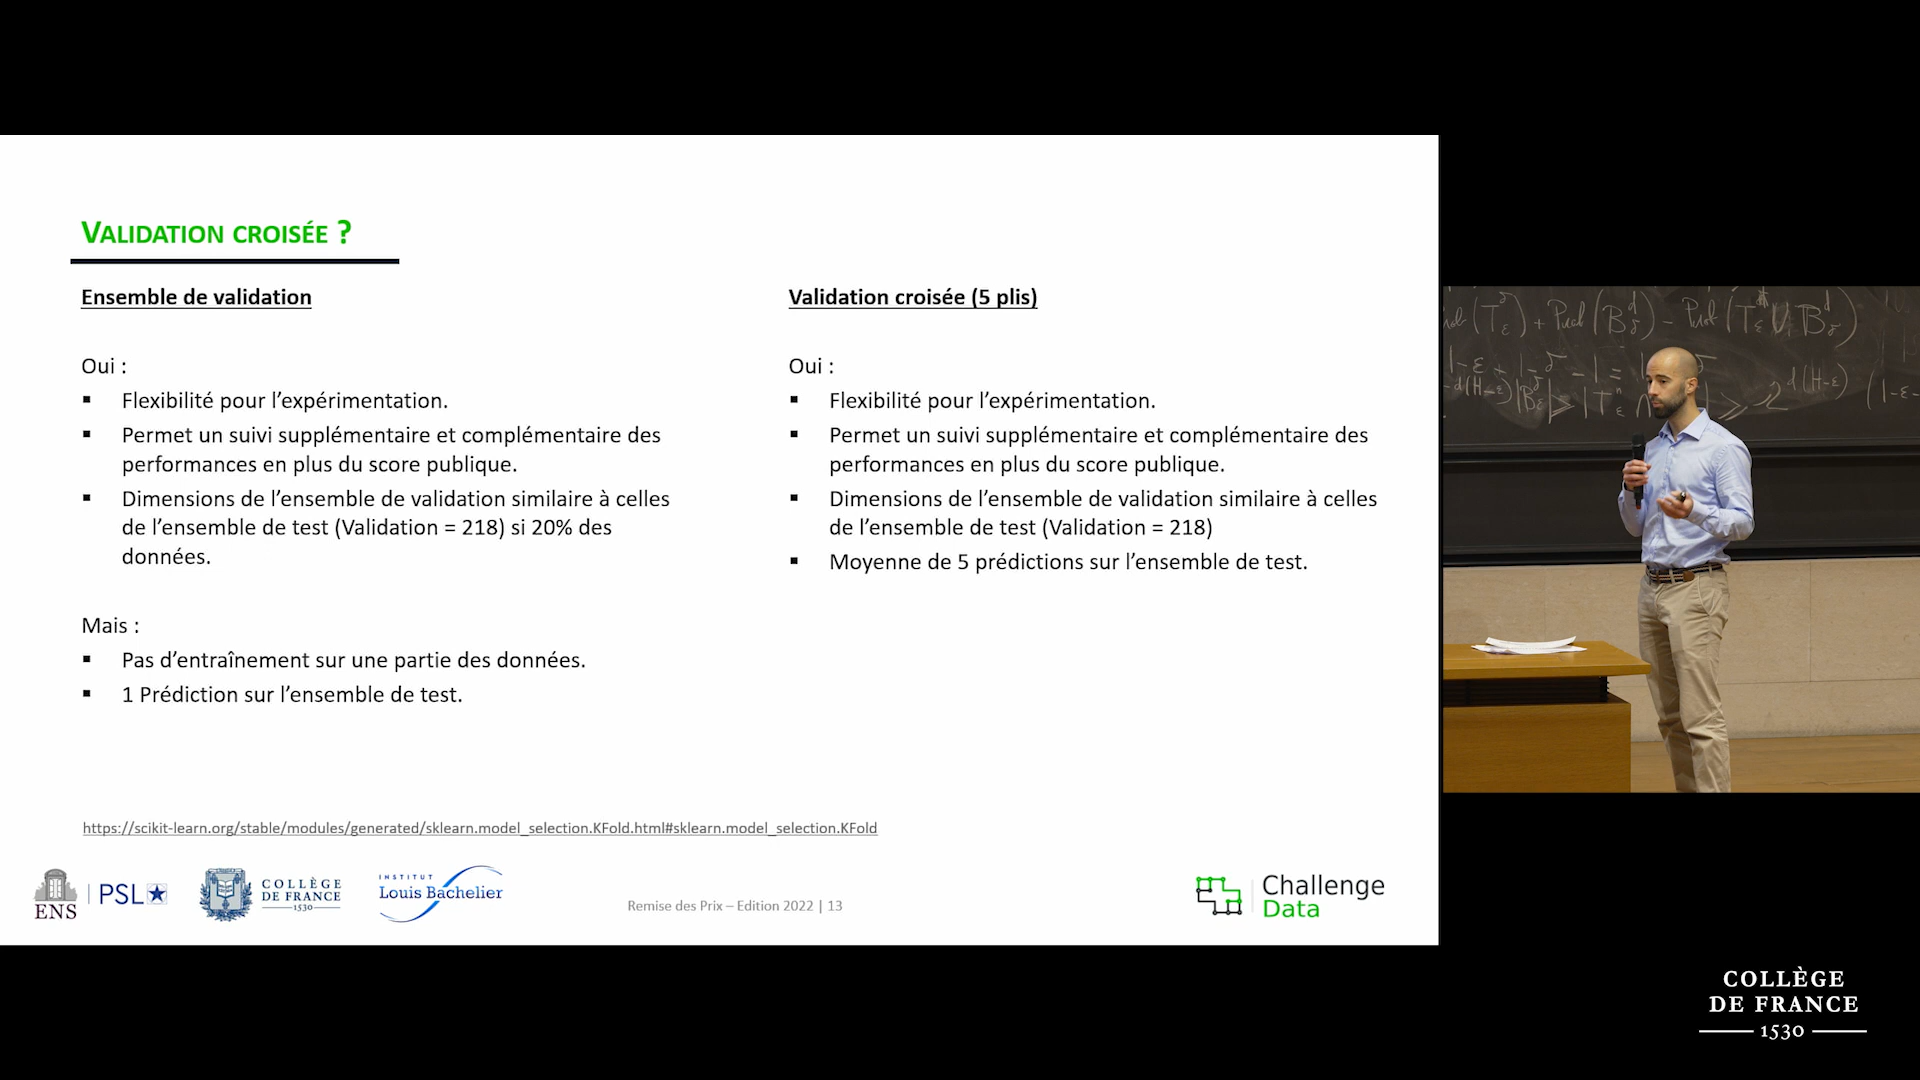 VALIDATION CROISÉE ?
Ensemble de validation
Oui :
▪ Flexibilité pour l'expérimentation.
▪ Permet un suivi supplémentaire et complémentaire des
performances en plus du score publique.
▪ Dimensions de l'ensemble de validation similaire à celles
de l'ensemble de test (Validation = 218) si 20% des
données.
Mais :
▪ Pas d'entraînement sur une partie des données.
▪ 1 Prédiction sur l'ensemble de test.
Validation croisée (5 plis)
Oui :
▪ Flexibilité pour l'expérimentation.
▪ Permet un suivi supplémentaire et complémentaire des
performances en plus du score publique.
▪ Dimensions de l'ensemble de validation similaire à celles
de l'ensemble de test (Validation = 218)
▪ Moyenne de 5 prédictions sur l'ensemble de test.
https://scikit-learn.org/stable/modules/generated/sklearn.model_selection.KFold.html#sklearn.model_selection.KFold
ENS
PSL
COLLÈGE
DE FRANCE
1530
INSTITUT
Louis Bachelier
Remise des Prix – Edition 2022 | 13
Challenge
Data
COLLÈGE
DE FRANCE
1530